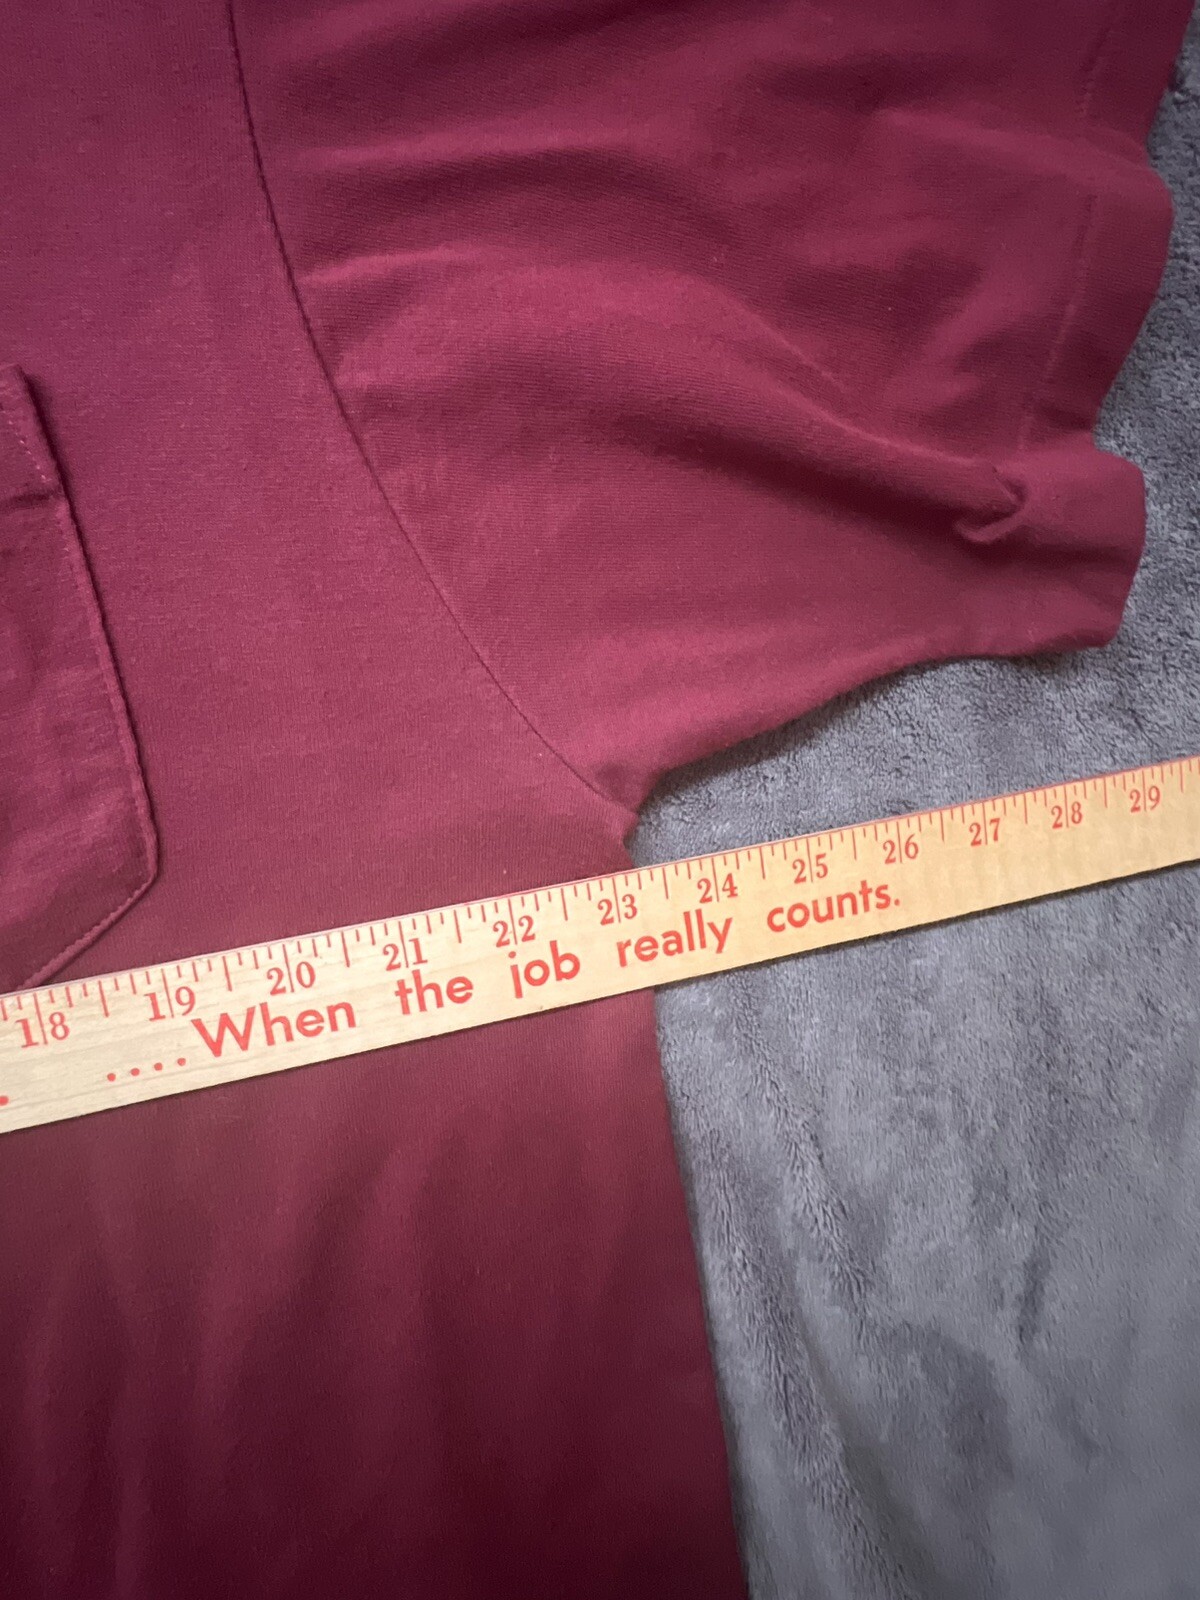 18 19 20 21 22 23 24 25 26 27 28 29
. ....When the job really counts.